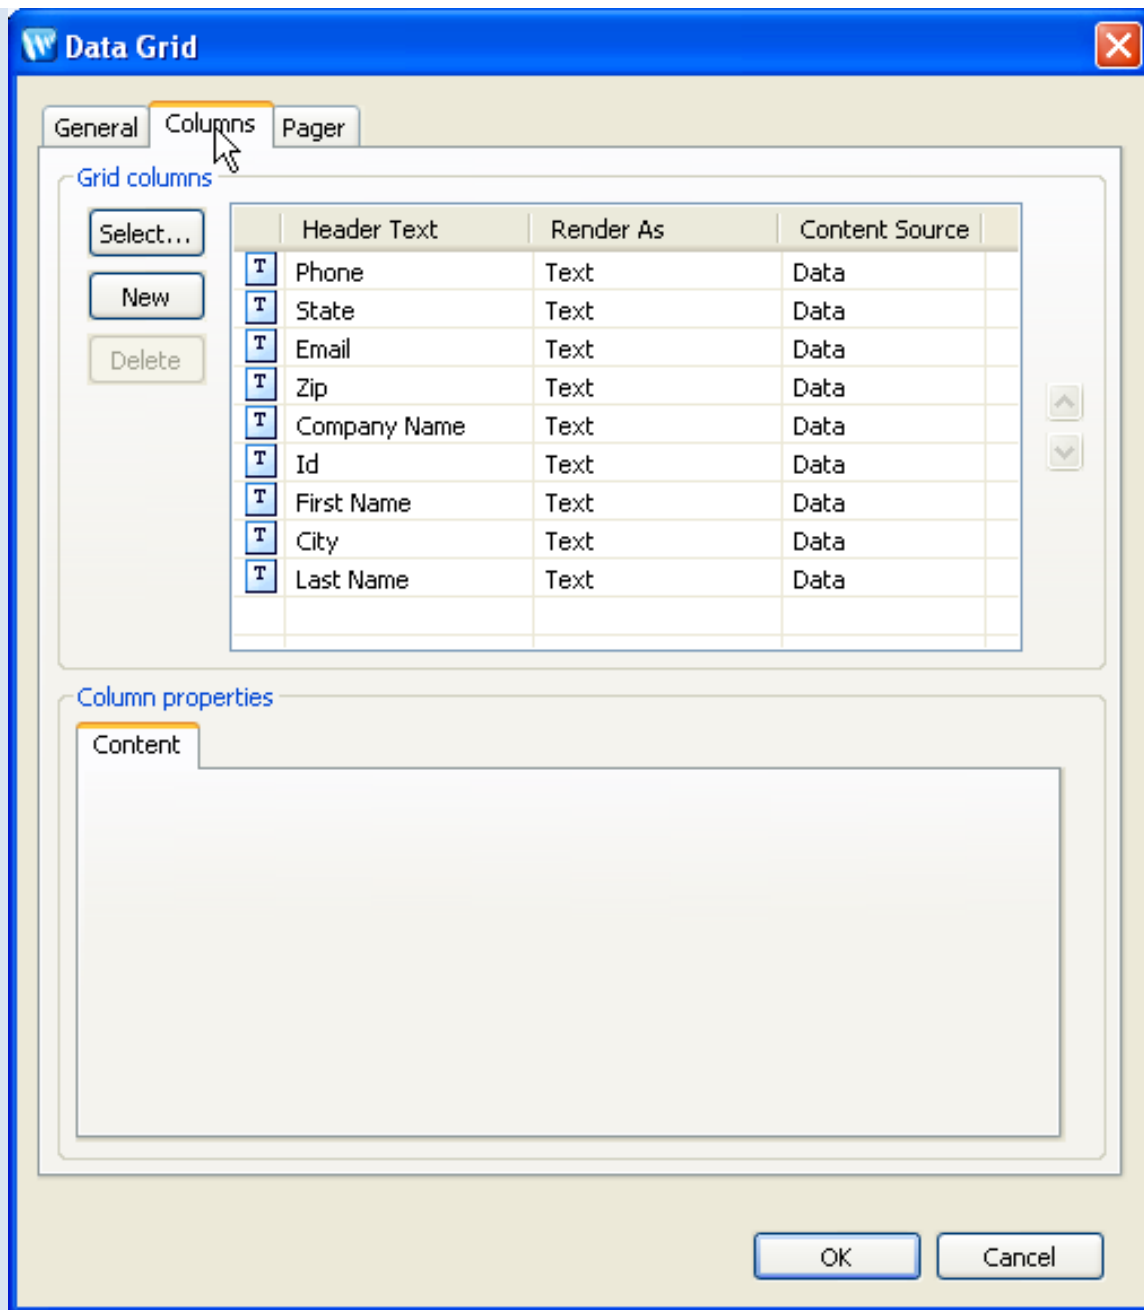 W Data Grid
General Columns Pager
Grid columns
Select...
New
Delete
Header Text Render As Content Source
T Phone Text Data
T State Text Data
T Email Text Data
T Zip Text Data
T Company Name Text Data
T Id Text Data
T First Name Text Data
T City Text Data
T Last Name Text Data
Column properties
Content
OK Cancel